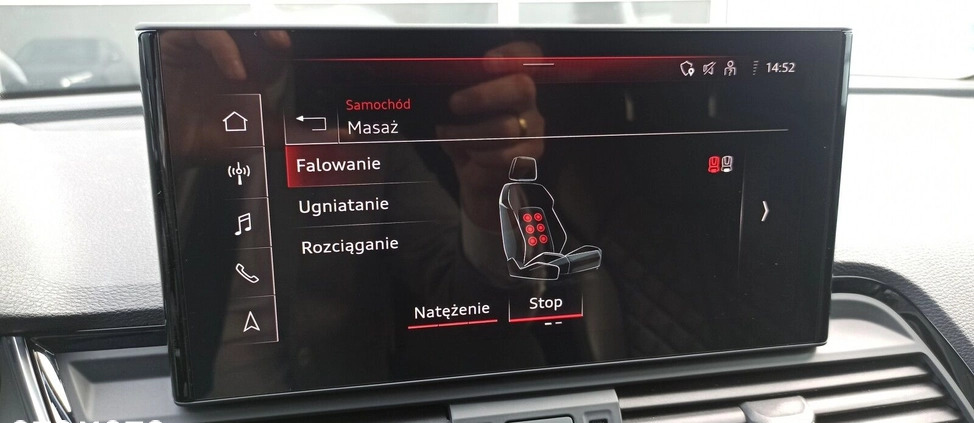 14:52
Samochód
Masaż
Falowanie
Ugniatanie
Rozciąganie
Natężenie
Stop